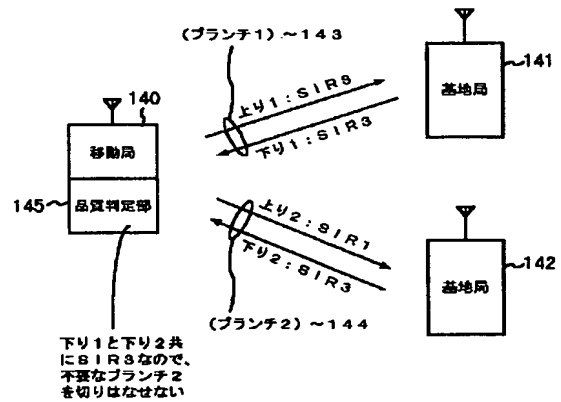 (ブランチ1)~143
140
移動局
145
品質判定部
上り1:SIR8
下り1:SIR3
141
基地局
上り2:SIR1
下り2:SIR3
142
基地局
(ブランチ2)~144
下り1と下り2共
にSIR3なので、
不要なブランチ2
を切りはなせない